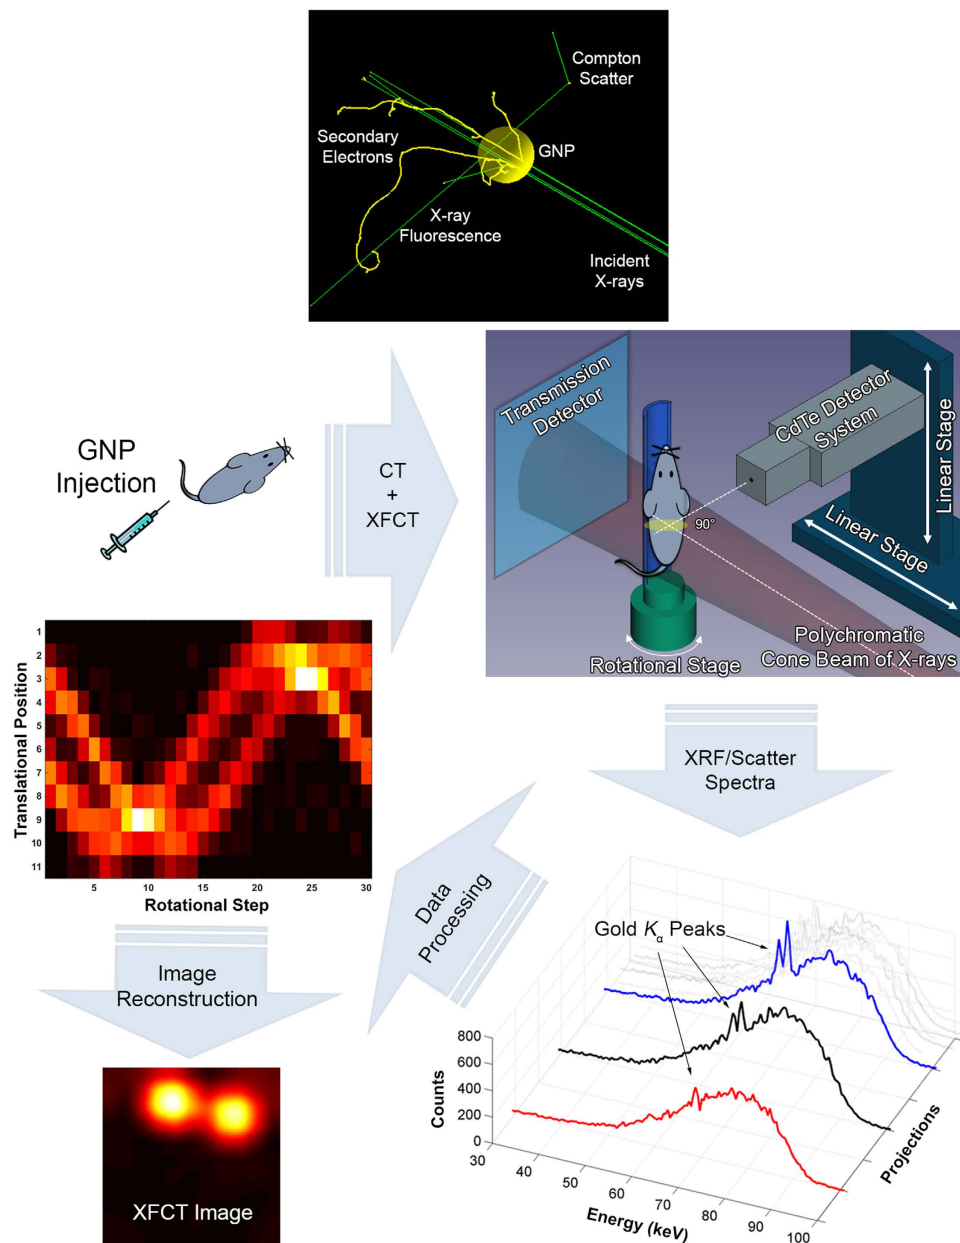 Compton
Scatter
Secondary
Electrons
GNP
X-ray
Fluorescence
Incident
X-rays
GNP
Injection
CT
+
XFCT
Transmission
Detector
CdTe Detector
System
Linear Stage
Linear Stage
90°
Rotational Stage
Polychromatic
Cone Beam of X-rays
XRF/Scatter
Spectra
Translational Position
1
2
3
4
5
6
7
8
9
10
11
5
10
15
20
25
30
Rotational Step
Data
Processing
Image
Reconstruction
XFCT Image
Gold Kα Peaks
Counts
800
600
400
200
0
30
40
50
60
70
80
90
100
Energy (keV)
Projections